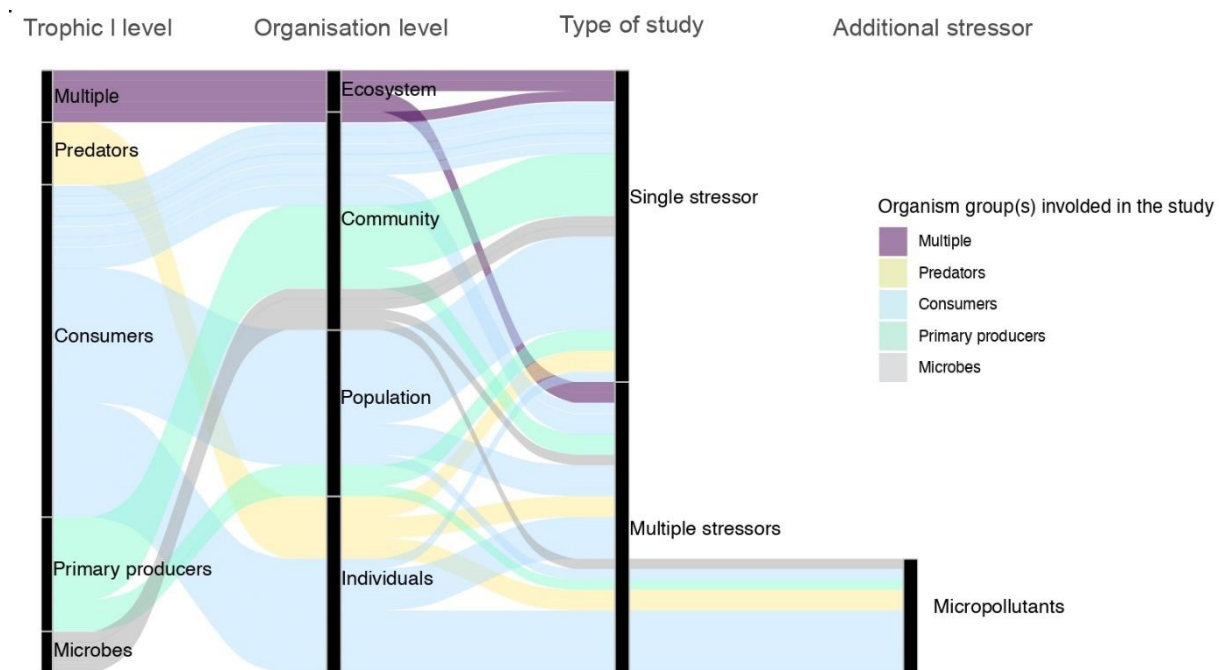 Trophic l level
Organisation level
Type of study
Additional stressor
Multiple
Predators
Consumers
Primary producers
Microbes
Ecosystem
Community
Population
Individuals
Single stressor
Multiple stressors
Micropollutants
Organism group(s) involded in the study
Multiple
Predators
Consumers
Primary producers
Microbes